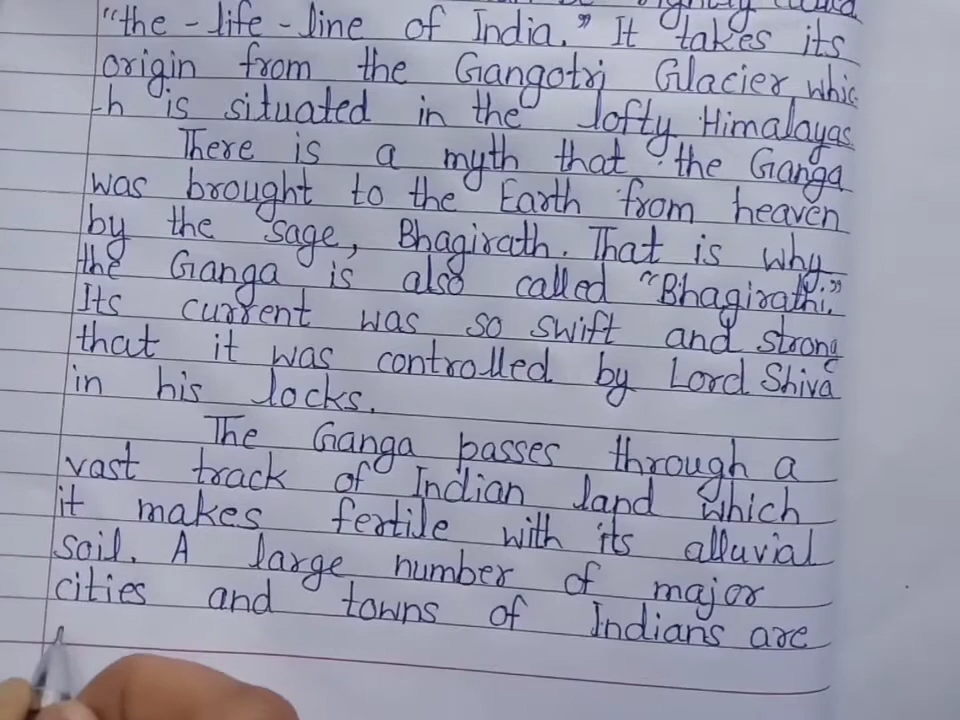 rightly called
"the-life-line of India." It takes its
origin from the Gangotri Glacier whic
-h is situated in the lofty Himalayas
There is a myth that the Ganga
was brought to the Earth from heaven
by the sage, Bhagirath. That is why
the Ganga is also called "Bhagirathi."
Its current was so swift and strong
that it was controlled by Lord Shiva
in his locks.
The Ganga passes through a
vast track of Indian land which
it makes fertile with its alluvial
soil. A large number of major
cities and towns of Indians are